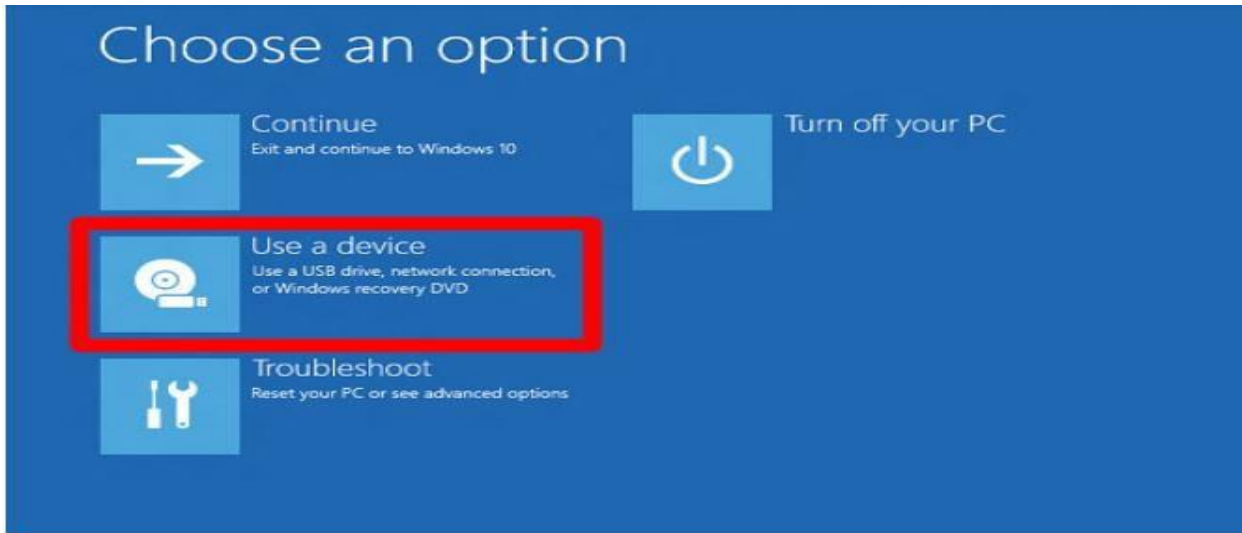 Choose an option
Continue
Exit and continue to Windows 10
Use a device
Use a USB drive, network connection,
or Windows recovery DVD
Troubleshoot
Reset your PC or see advanced options
Turn off your PC